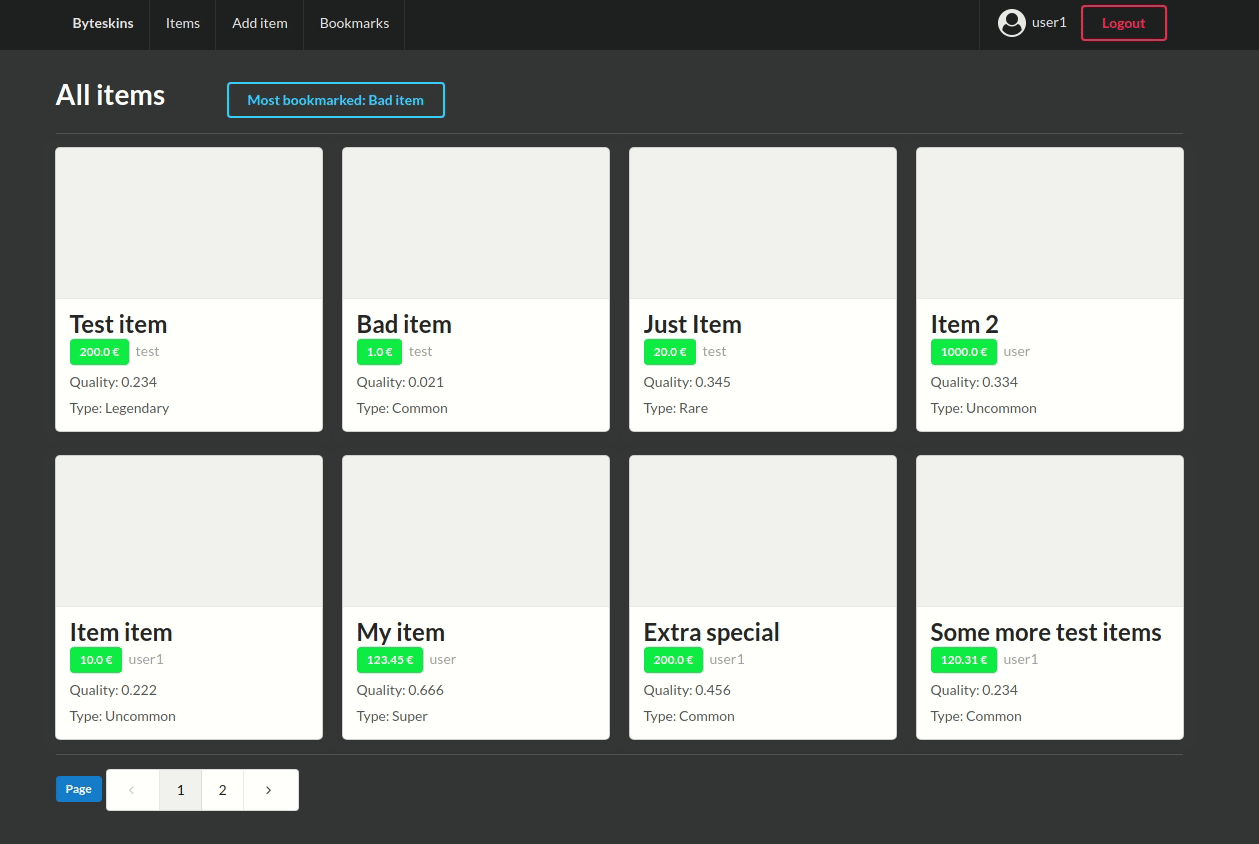 Byteskins Items Add item Bookmarks user1 Logout
All items Most bookmarked: Bad item
Test item Bad item Just Item Item 2
200.0 € test 1.0 € test 20.0 € test 1000.0 € user
Quality: 0.234 Quality: 0.021 Quality: 0.345 Quality: 0.334
Type: Legendary Type: Common Type: Rare Type: Uncommon
Item item My item Extra special Some more test items
10.0 € user1 123.45 € user 200.0 € user1 120.31 € user1
Quality: 0.222 Quality: 0.666 Quality: 0.456 Quality: 0.234
Type: Uncommon Type: Super Type: Common Type: Common
Page ‹ 1 2 ›